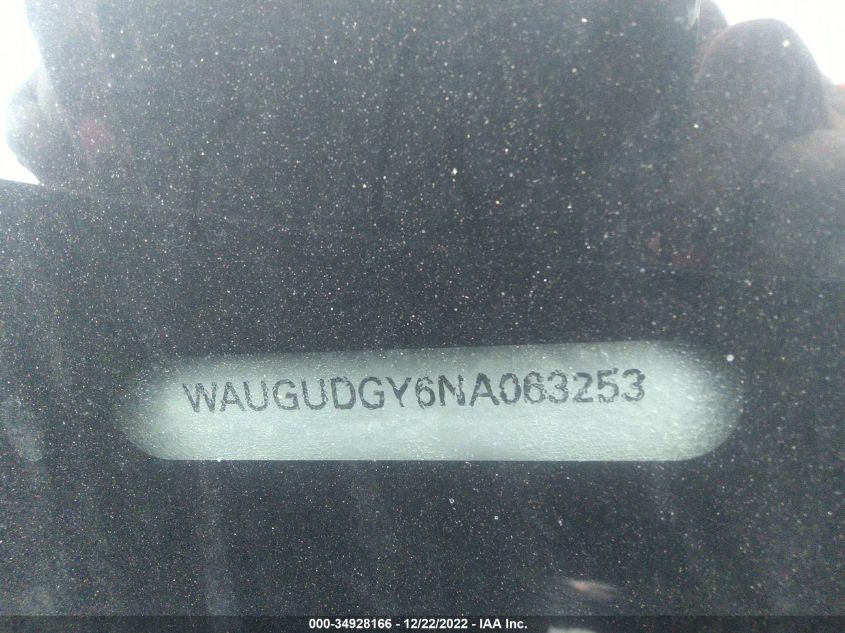 WAUGUDGY6NA063253
000-34928166 - 12/22/2022 - IAA Inc.